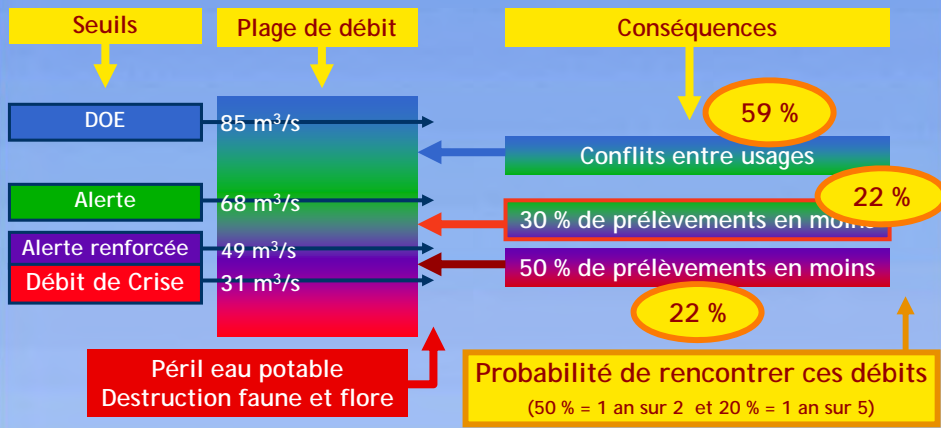 Seuils
Plage de débit
Conséquences
59 %
DOE
85 m³/s
Conflits entre usages
22 %
Alerte
68 m³/s
30 % de prélèvements en moins
Alerte renforcée
49 m³/s
50 % de prélèvements en moins
Débit de Crise
31 m³/s
22 %
Péril eau potable
Destruction faune et flore
Probabilité de rencontrer ces débits
(50 % = 1 an sur 2 et 20 % = 1 an sur 5)